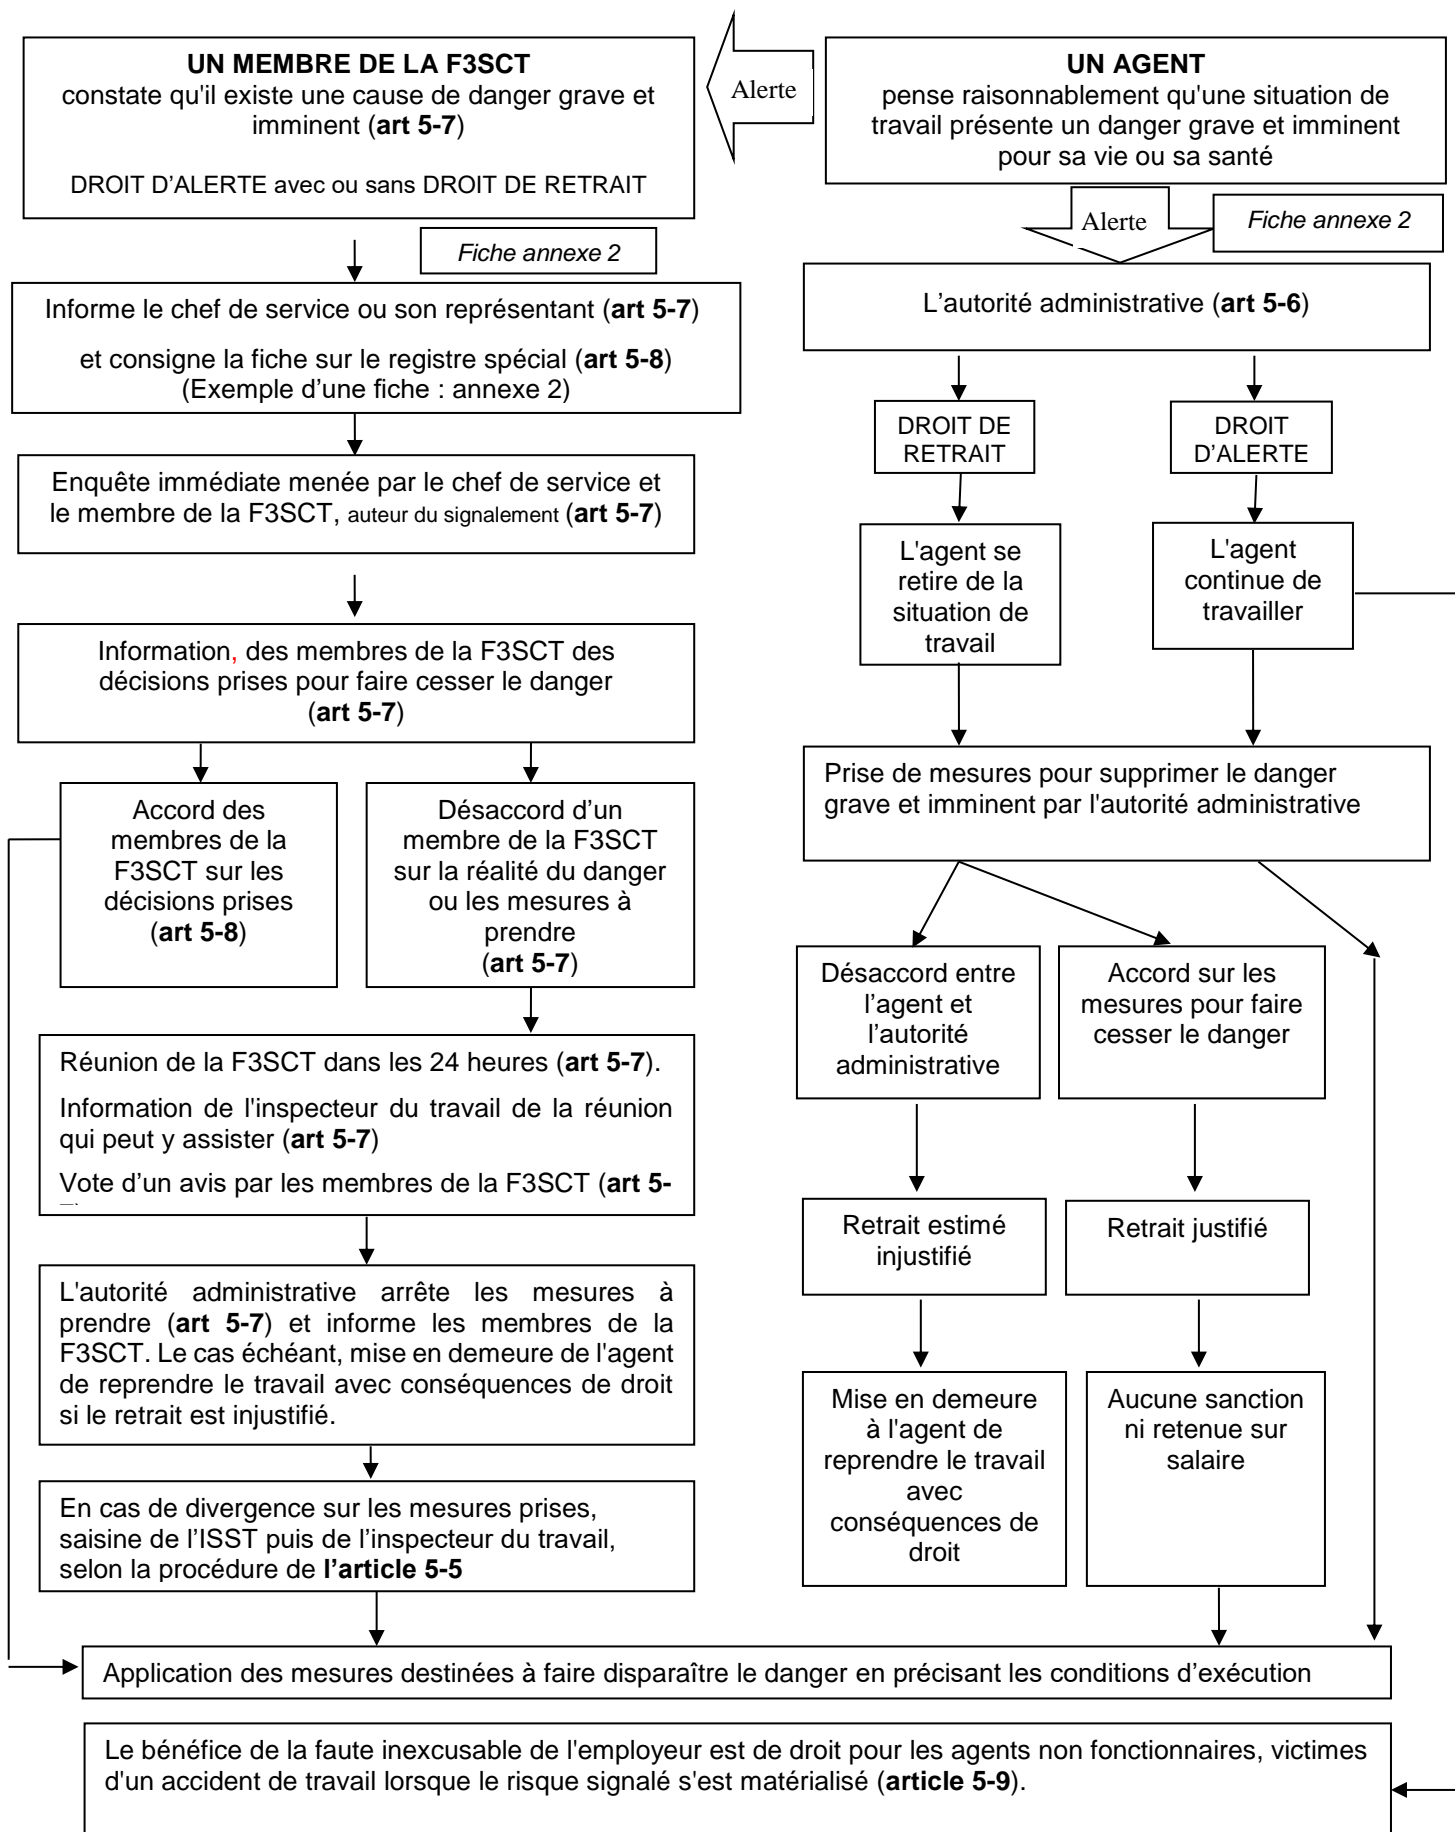 UN MEMBRE DE LA F3SCT
constate qu'il existe une cause de danger grave et
imminent (art 5-7)
DROIT D'ALERTE avec ou sans DROIT DE RETRAIT
Alerte
UN AGENT
pense raisonnablement qu'une situation de
travail présente un danger grave et imminent
pour sa vie ou sa santé
Alerte
Fiche annexe 2
Fiche annexe 2
Informe le chef de service ou son représentant (art 5-7)
et consigne la fiche sur le registre spécial (art 5-8)
(Exemple d’une fiche : annexe 2)
L’autorité administrative (art 5-6)
DROIT DE
RETRAIT
DROIT
D'ALERTE
Enquête immédiate menée par le chef de service et
le membre de la F3SCT, auteur du signalement (art 5-7)
L'agent se
retire de la
situation de
travail
L'agent
continue de
travailler
Information, des membres de la F3SCT des
décisions prises pour faire cesser le danger
(art 5-7)
Prise de mesures pour supprimer le danger
grave et imminent par l'autorité administrative
Accord des
membres de la
F3SCT sur les
décisions prises
(art 5-8)
Désaccord d’un
membre de la F3SCT
sur la réalité du danger
ou les mesures à
prendre
(art 5-7)
Désaccord entre
l’agent et
l’autorité
administrative
Accord sur les
mesures pour faire
cesser le danger
Réunion de la F3SCT dans les 24 heures (art 5-7).
Information de l'inspecteur du travail de la réunion
qui peut y assister (art 5-7)
Vote d’un avis par les membres de la F3SCT (art 5-
Retrait estimé
injustifié
Retrait justifié
L'autorité administrative arrête les mesures à
prendre (art 5-7) et informe les membres de la
F3SCT. Le cas échéant, mise en demeure de l'agent
de reprendre le travail avec conséquences de droit
si le retrait est injustifié.
Mise en demeure
à l'agent de
reprendre le travail
avec
conséquences de
droit
Aucune sanction
ni retenue sur
salaire
En cas de divergence sur les mesures prises,
saisine de l’ISST puis de l’inspecteur du travail,
selon la procédure de l’article 5-5
Application des mesures destinées à faire disparaître le danger en précisant les conditions d’exécution
Le bénéfice de la faute inexcusable de l'employeur est de droit pour les agents non fonctionnaires, victimes
d'un accident de travail lorsque le risque signalé s'est matérialisé (article 5-9).